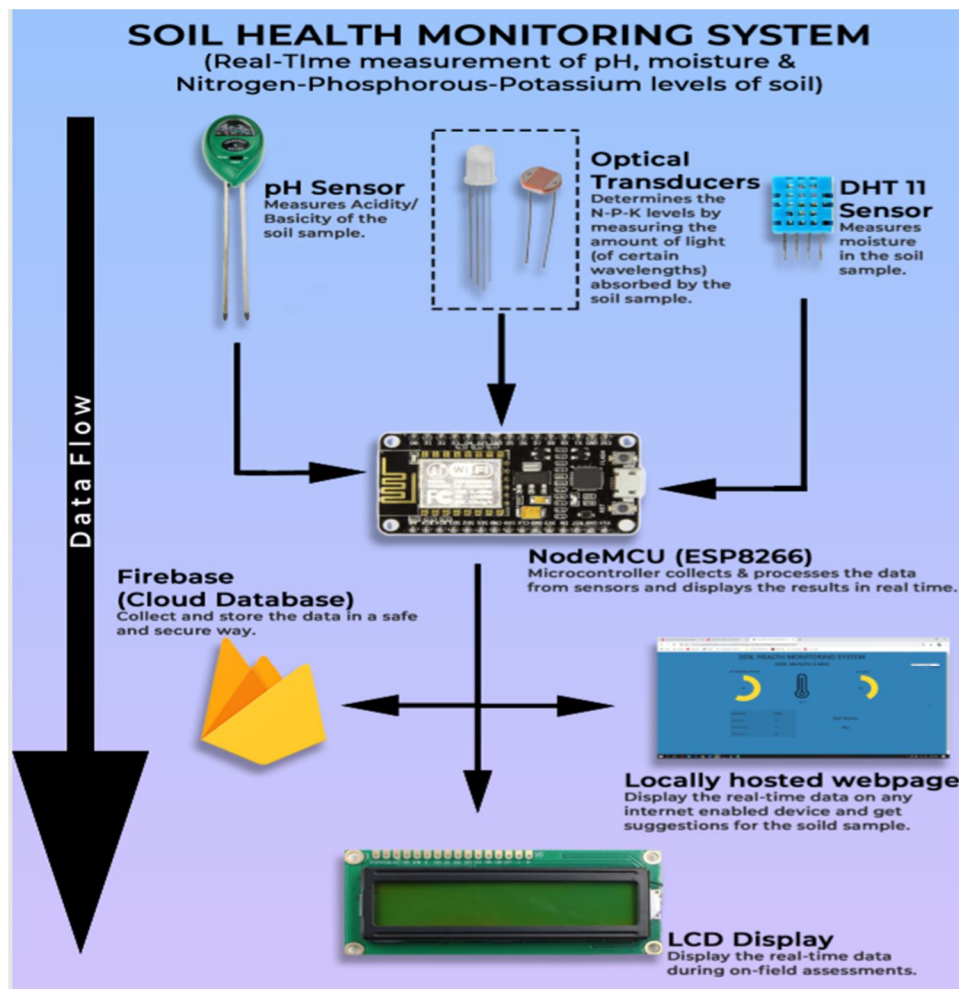 SOIL HEALTH MONITORING SYSTEM
(Real-TIme measurement of pH, moisture &
Nitrogen-Phosphorous-Potassium levels of soil)
pH Sensor
Measures Acidity/
Basicity of the
soil sample.
Optical
Transducers
Determines the
N-P-K levels by
measuring the
amount of light
(of certain
wavelengths)
absorbed by the
soil sample.
DHT 11
Sensor
Measures
moisture
in the soil
sample.
Data Flow
NodeMCU (ESP8266)
Microcontroller collects & processes the data
from sensors and displays the results in real time.
Firebase
(Cloud Database)
Collect and store the data in a safe
and secure way.
SOIL HEALTH MONITORING SYSTEM
SOIL HEALTH CARD
Locally hosted webpage
Display the real-time data on any
internet enabled device and get
suggestions for the soild sample.
LCD Display
Display the real-time data
during on-field assessments.